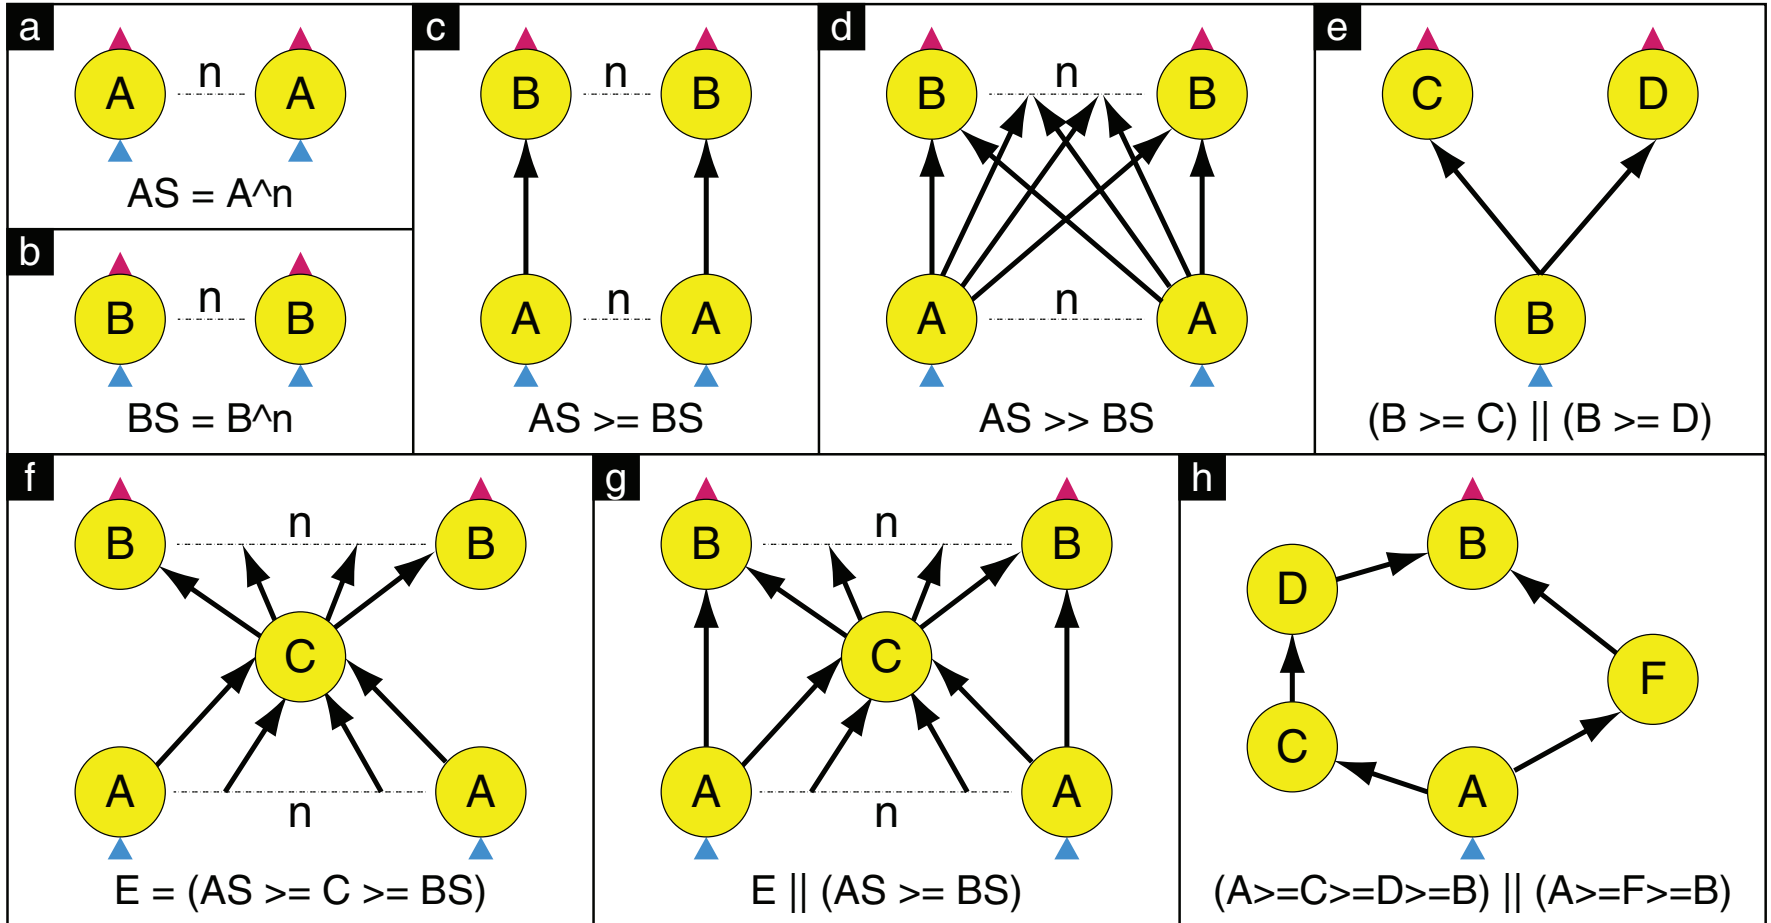 a
A n A
AS = A^n
b
B n B
BS = B^n
c
B n B
A n A
AS >= BS
d
B n B
A n A
AS >> BS
e
C D
B
(B >= C) || (B >= D)
f
B n B
C
A n A
E = (AS >= C >= BS)
g
B n B
C
A n A
E || (AS >= BS)
h
B
D
F
C
A
(A>=C>=D>=B) || (A>=F>=B)